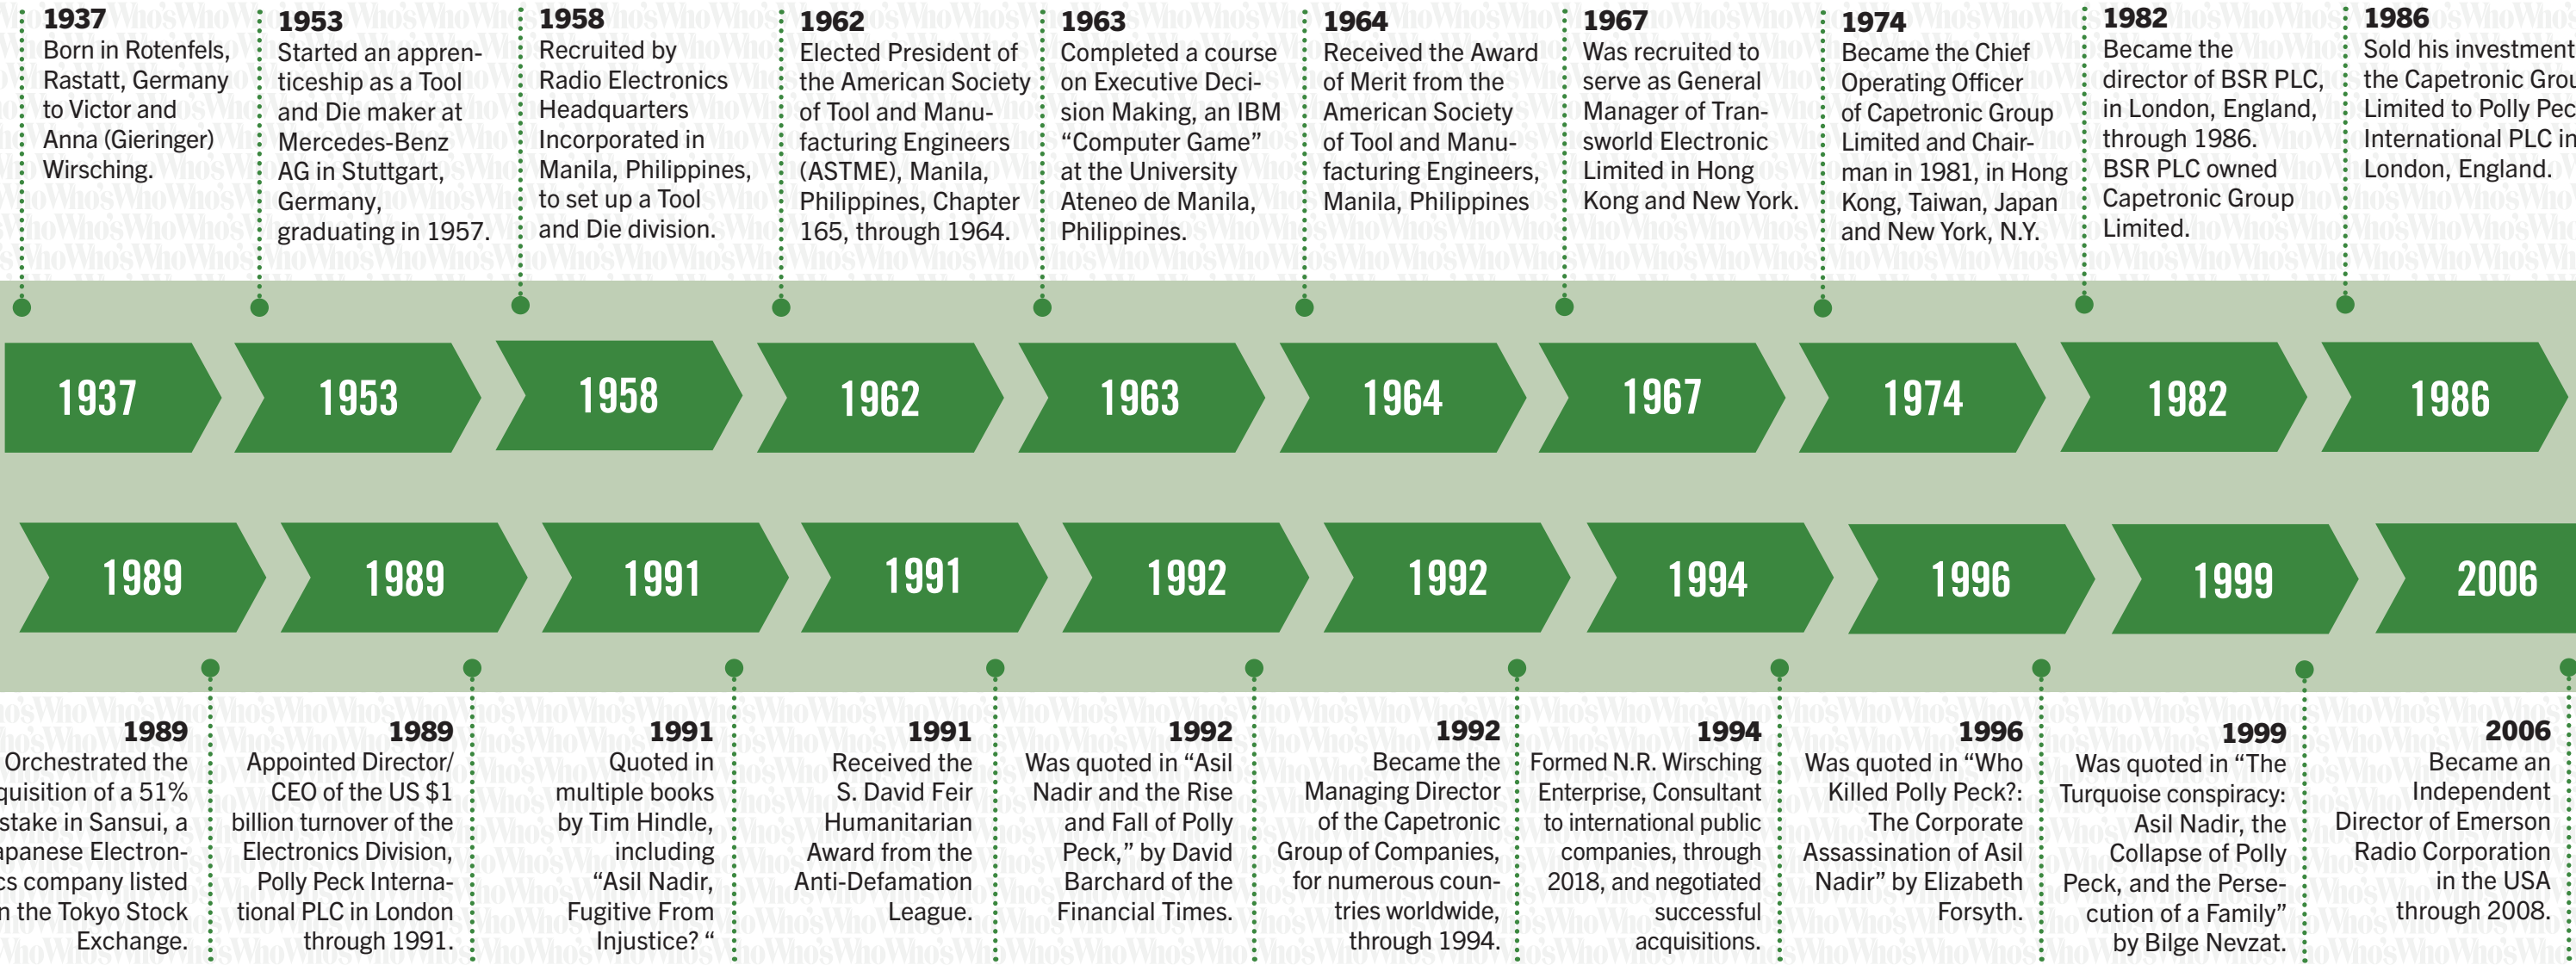 1937
Born in Rotenfels,
Rastatt, Germany
to Victor and
Anna (Gieringer)
Wirsching.
1953
Started an appren-
ticeship as a Tool
and Die maker at
Mercedes-Benz
AG in Stuttgart,
Germany,
graduating in 1957.
1958
Recruited by
Radio Electronics
Headquarters
Incorporated in
Manila, Philippines,
to set up a Tool
and Die division.
1962
Elected President of
the American Society
of Tool and Manu-
facturing Engineers
(ASTME), Manila,
Philippines, Chapter
165, through 1964.
1963
Completed a course
on Executive Deci-
sion Making, an IBM
“Computer Game”
at the University
Ateneo de Manila,
Philippines.
1964
Received the Award
of Merit from the
American Society
of Tool and Manu-
facturing Engineers,
Manila, Philippines
1967
Was recruited to
serve as General
Manager of Tran-
sworld Electronic
Limited in Hong
Kong and New York.
1974
Became the Chief
Operating Officer
of Capetronic Group
Limited and Chair-
man in 1981, in Hong
Kong, Taiwan, Japan
and New York, N.Y.
1982
Became the
director of BSR PLC,
in London, England,
through 1986.
BSR PLC owned
Capetronic Group
Limited.
1986
Sold his investment
the Capetronic Grou
Limited to Polly Pec
International PLC in
London, England.
1937
1953
1958
1962
1963
1964
1967
1974
1982
1986
1989
1989
1991
1991
1992
1992
1994
1996
1999
2006
1989
Orchestrated the
quisition of a 51%
stake in Sansui, a
apanese Electron-
cs company listed
n the Tokyo Stock
Exchange.
1989
Appointed Director/
CEO of the US $1
billion turnover of the
Electronics Division,
Polly Peck Interna-
tional PLC in London
through 1991.
1991
Quoted in
multiple books
by Tim Hindle,
including
“Asil Nadir,
Fugitive From
Injustice? “
1991
Received the
S. David Feir
Humanitarian
Award from the
Anti-Defamation
League.
1992
Was quoted in “Asil
Nadir and the Rise
and Fall of Polly
Peck,” by David
Barchard of the
Financial Times.
1992
Became the
Managing Director
of the Capetronic
Group of Companies,
for numerous coun-
tries worldwide,
through 1994.
1994
Formed N.R. Wirsching
Enterprise, Consultant
to international public
companies, through
2018, and negotiated
successful
acquisitions.
1996
Was quoted in “Who
Killed Polly Peck?:
The Corporate
Assassination of Asil
Nadir” by Elizabeth
Forsyth.
1999
Was quoted in “The
Turquoise conspiracy:
Asil Nadir, the
Collapse of Polly
Peck, and the Perse-
cution of a Family”
by Bilge Nevzat.
2006
Became an
Independent
Director of Emerson
Radio Corporation
in the USA
through 2008.